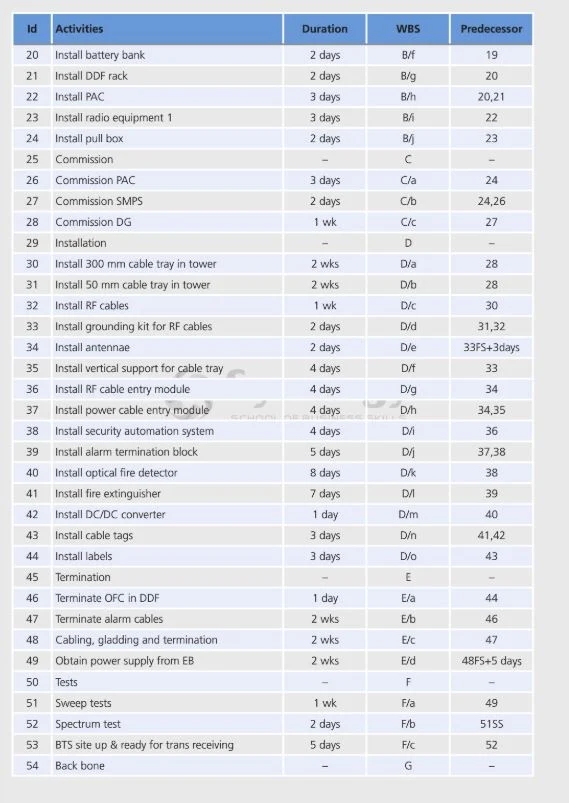 Id Activities Duration WBS Predecessor
20 Install battery bank 2 days B/f 19
21 Install DDF rack 2 days B/g 20
22 Install PAC 3 days B/h 20,21
23 Install radio equipment 1 3 days B/i 22
24 Install pull box 2 days B/j 23
25 Commission – C –
26 Commission PAC 3 days C/a 24
27 Commission SMPS 2 days C/b 24,26
28 Commission DG 1 wk C/c 27
29 Installation – D –
30 Install 300 mm cable tray in tower 2 wks D/a 28
31 Install 50 mm cable tray in tower 2 wks D/b 28
32 Install RF cables 1 wk D/c 30
33 Install grounding kit for RF cables 2 days D/d 31,32
34 Install antennae 2 days D/e 33FS+3days
35 Install vertical support for cable tray 4 days D/f 33
36 Install RF cable entry module 4 days D/g 34
37 Install power cable entry module 4 days D/h 34,35
SCHOOL OF BUSINESS SKILLS
38 Install security automation system 4 days D/i 36
39 Install alarm termination block 5 days D/j 37,38
40 Install optical fire detector 8 days D/k 38
41 Install fire extinguisher 7 days D/l 39
42 Install DC/DC converter 1 day D/m 40
43 Install cable tags 3 days D/n 41,42
44 Install labels 3 days D/o 43
45 Termination – E –
46 Terminate OFC in DDF 1 day E/a 44
47 Terminate alarm cables 2 wks E/b 46
48 Cabling, gladding and termination 2 wks E/c 47
49 Obtain power supply from EB 2 wks E/d 48FS+5 days
50 Tests – F –
51 Sweep tests 1 wk F/a 49
52 Spectrum test 2 days F/b 51SS
53 BTS site up & ready for trans receiving 5 days F/c 52
54 Back bone – G –